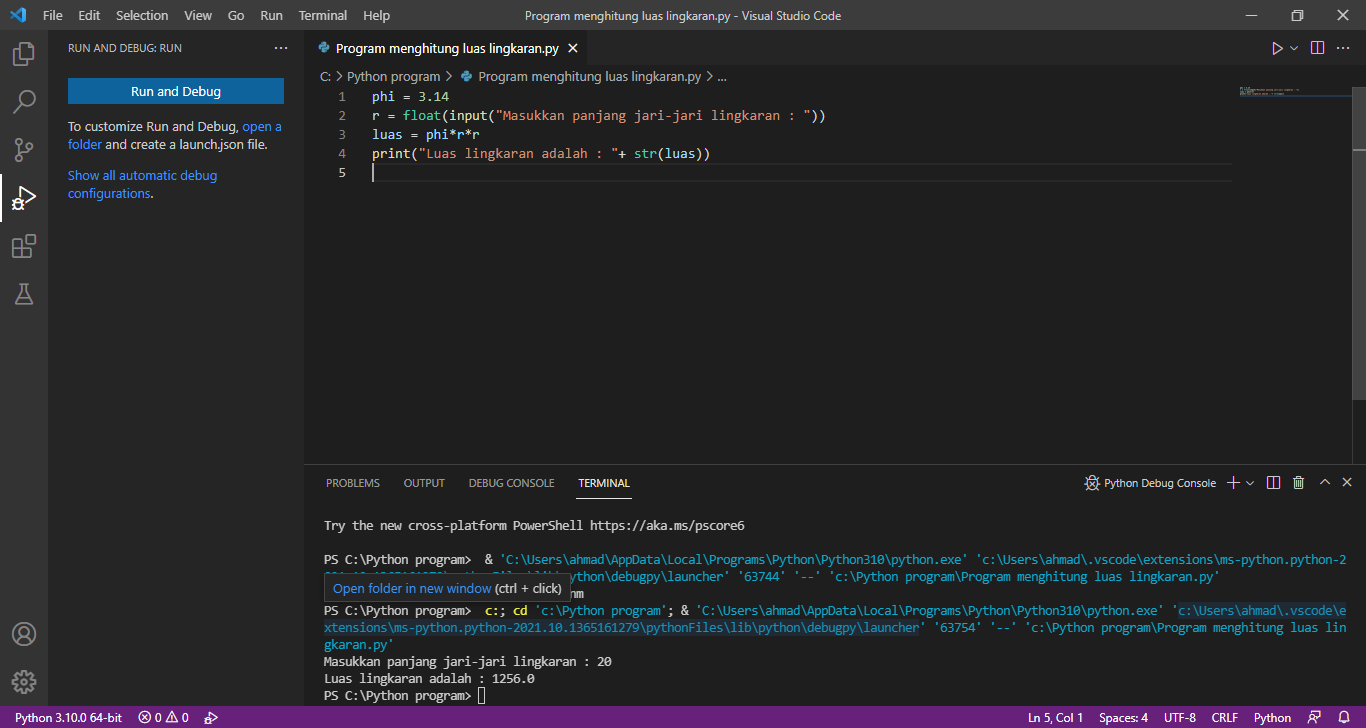 File Edit Selection View Go Run Terminal Help
Program menghitung luas lingkaran.py - Visual Studio Code
RUN AND DEBUG: RUN
Run and Debug
To customize Run and Debug, open a
folder and create a launch.json file.
Show all automatic debug
configurations.
Program menghitung luas lingkaran.py
C: > Python program > Program menghitung luas lingkaran.py > ...
1 phi = 3.14
2 r = float(input("Masukkan panjang jari-jari lingkaran : "))
3 luas = phi*r*r
4 print("Luas lingkaran adalah : "+ str(luas))
5
PROBLEMS OUTPUT DEBUG CONSOLE TERMINAL
Python Debug Console
Try the new cross-platform PowerShell https://aka.ms/pscore6
PS C:\Python program>  & 'C:\Users\ahmad\AppData\Local\Programs\Python\Python310\python.exe' 'c:\Users\ahmad\.vscode\extensions\ms-python.python-2
ython\debugpy\launcher' '63744' '--' 'c:\Python program\Program menghitung luas lingkaran.py'
Open folder in new window (ctrl + click)
nm
PS C:\Python program>  c:; cd 'c:\Python program'; & 'C:\Users\ahmad\AppData\Local\Programs\Python\Python310\python.exe' 'c:\Users\ahmad\.vscode\e
xtensions\ms-python.python-2021.10.1365161279\pythonFiles\lib\python\debugpy\launcher' '63754' '--' 'c:\Python program\Program menghitung luas lin
gkaran.py'
Masukkan panjang jari-jari lingkaran : 20
Luas lingkaran adalah : 1256.0
PS C:\Python program>
Python 3.10.0 64-bit 0 0
Ln 5, Col 1 Spaces: 4 UTF-8 CRLF Python